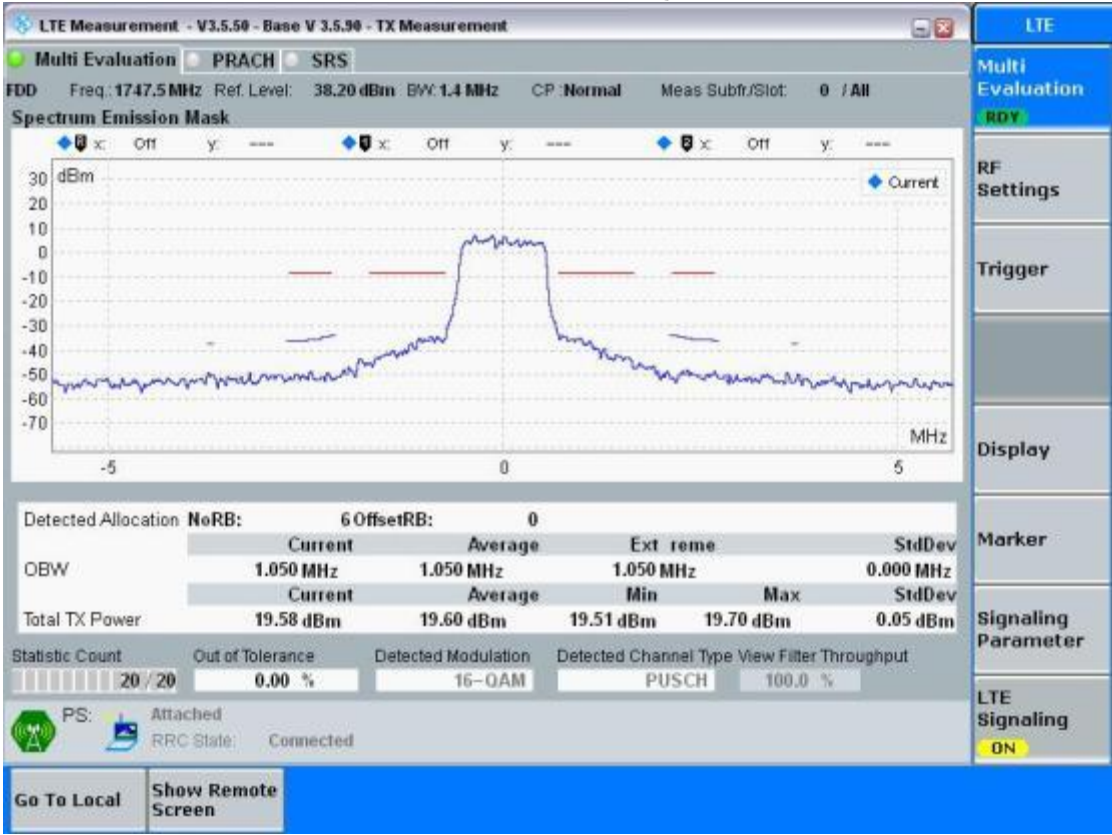 LTE Measurement - V3.5.50 - Base V 3.5.90 - TX Measurement
LTE
Multi Evaluation PRACH SRS
Multi Evaluation
RDY
FDD Freq.: 1747.5 MHz Ref. Level: 38.20 dBm BW: 1.4 MHz CP :Normal Meas Subfr./Slot: 0 / All
Spectrum Emission Mask
x: Off y: --- x: Off y: --- x: Off y: ---
dBm
Current
30
20
10
0
-10
-20
-30
-40
-50
-60
-70
MHz
-5 0 5
RF Settings
Trigger
Display
Marker
Signaling Parameter
LTE Signaling
ON
Detected Allocation NoRB: 6 OffsetRB: 0
Current Average Ext reme StdDev
OBW 1.050 MHz 1.050 MHz 1.050 MHz 0.000 MHz
Current Average Min Max StdDev
Total TX Power 19.58 dBm 19.60 dBm 19.51 dBm 19.70 dBm 0.05 dBm
Statistic Count Out of Tolerance Detected Modulation Detected Channel Type View Filter Throughput
20 / 20 0.00 % 16-QAM PUSCH 100.0 %
PS: Attached
RRC State: Connected
Go To Local Show Remote Screen